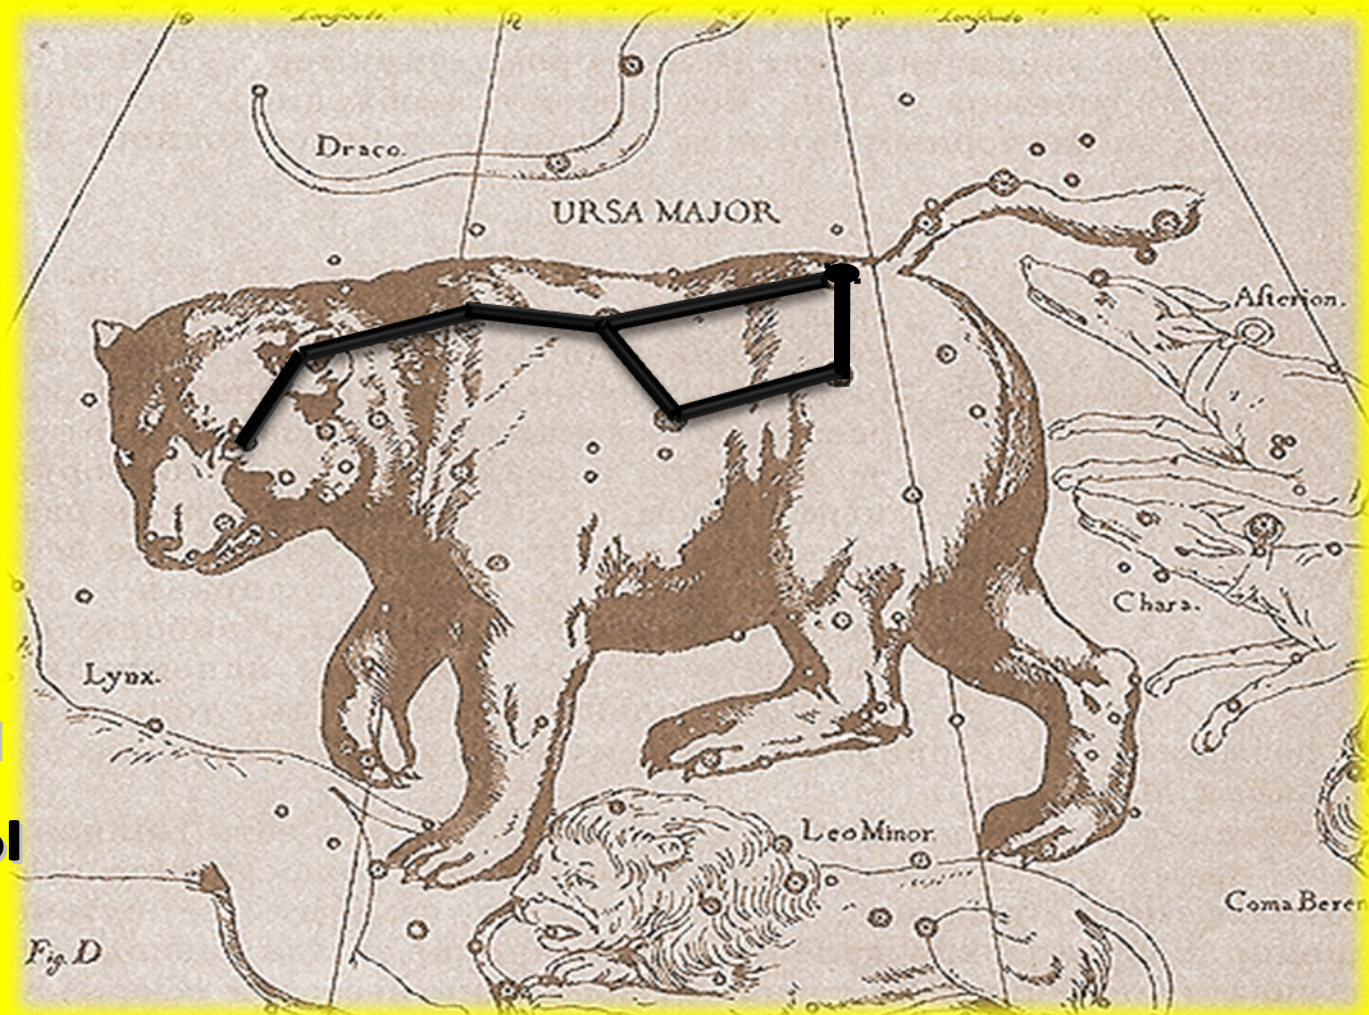 Draco.
URSA MAJOR
Asterion.
Chara.
Lynx.
Leo Minor.
Coma Beren
Fig. D